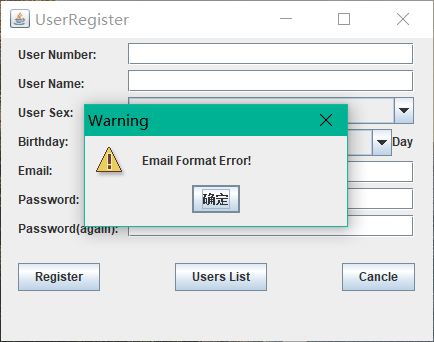 UserRegister
User Number:
User Name:
User Sex:
Birthday:
Day
Email:
Password:
Password(again):
Warning
Email Format Error!
确定
Register
Users List
Cancle